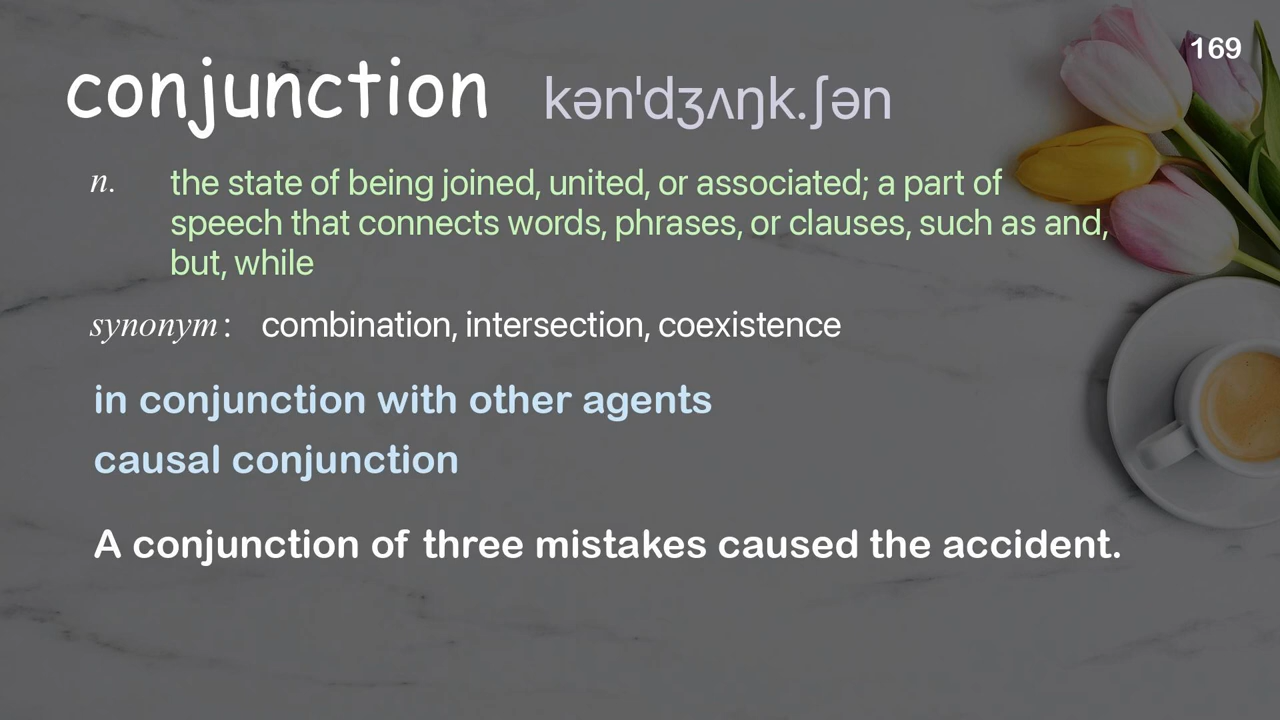 169
conjunction kən'dʒʌŋk.ʃən
n. the state of being joined, united, or associated; a part of
speech that connects words, phrases, or clauses, such as and,
but, while
synonym: combination, intersection, coexistence
in conjunction with other agents
causal conjunction
A conjunction of three mistakes caused the accident.